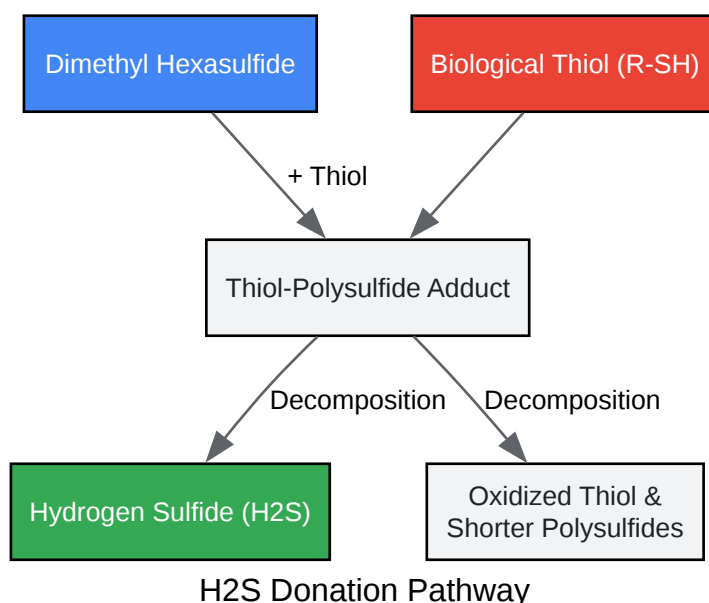 Dimethyl Hexasulfide
Biological Thiol (R-SH)
+ Thiol
Thiol-Polysulfide Adduct
Decomposition
Decomposition
Hydrogen Sulfide (H2S)
Oxidized Thiol &
Shorter Polysulfides
H2S Donation Pathway